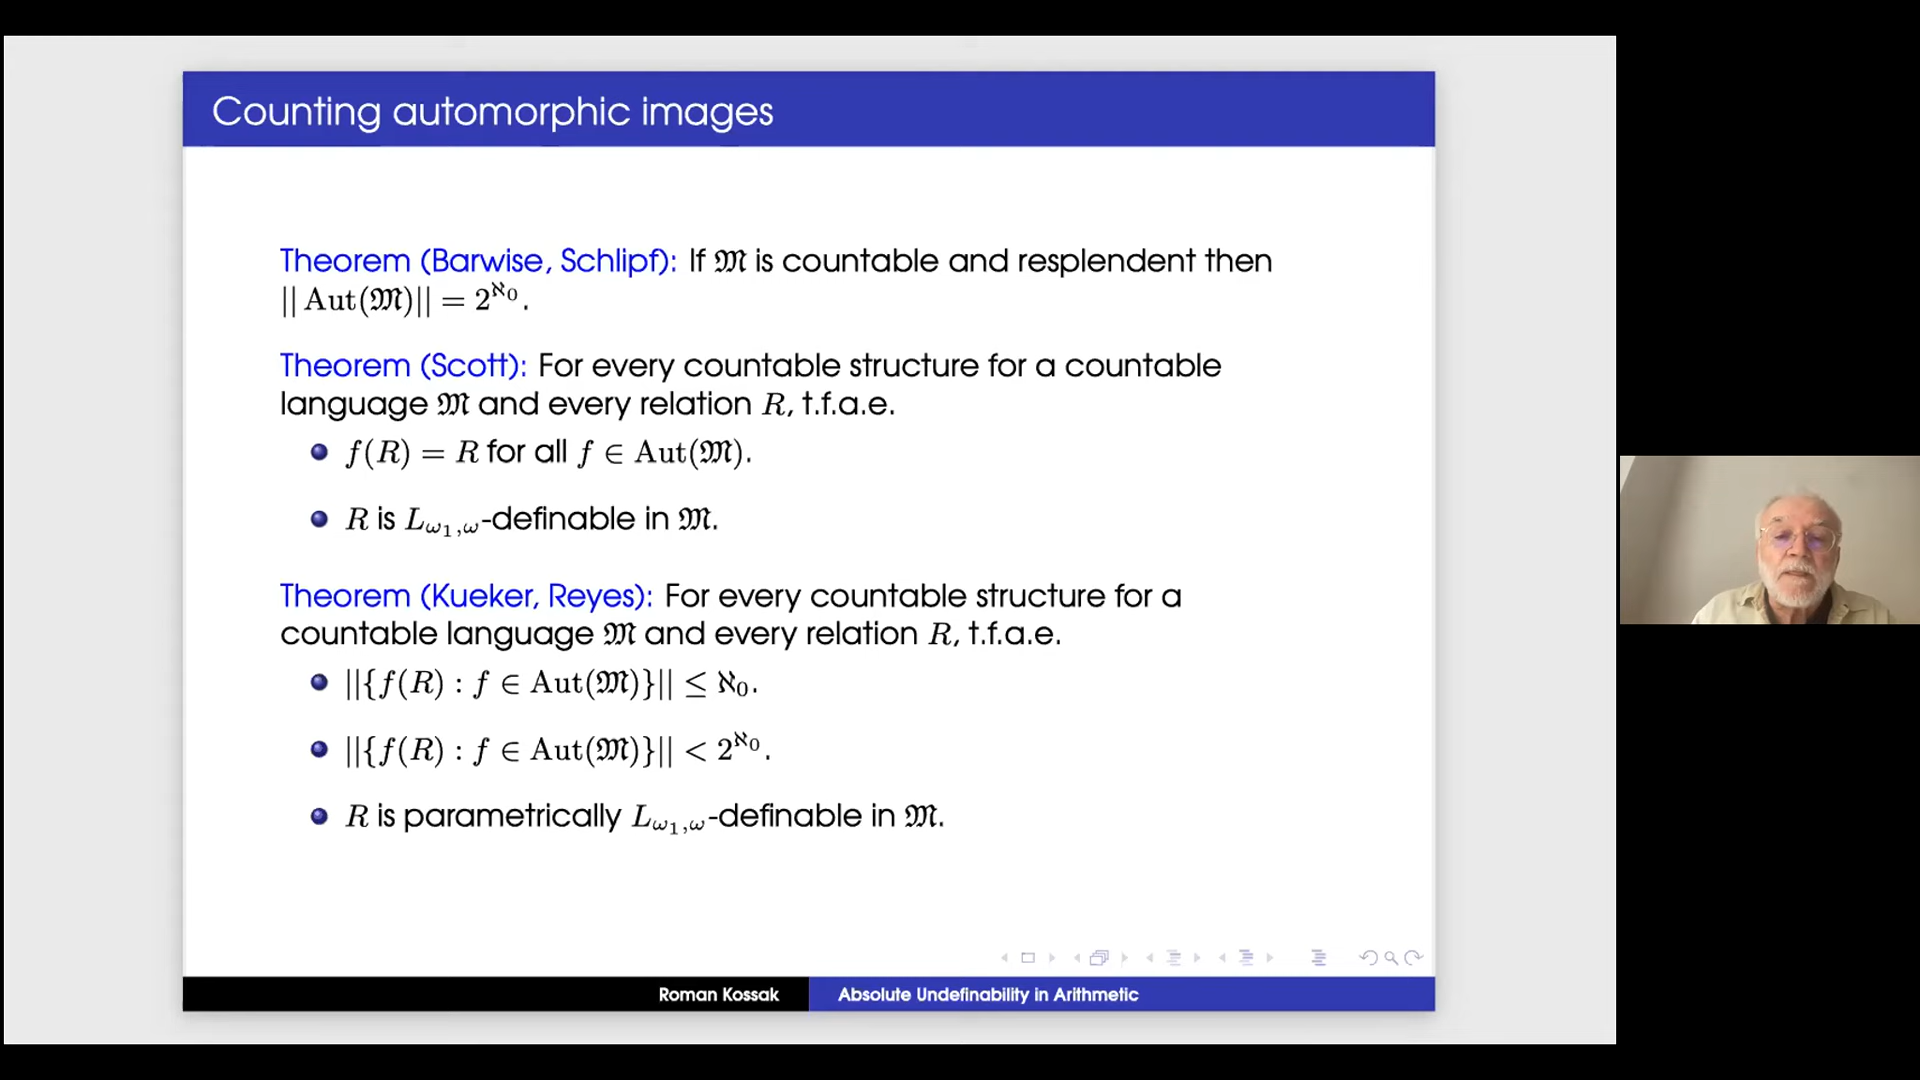 Counting automorphic images
Theorem (Barwise, Schlipf): If 𝔐 is countable and resplendent then
|| Aut(𝔐)|| = 2^ℵ₀.
Theorem (Scott): For every countable structure for a countable
language 𝔐 and every relation R, t.f.a.e.
● f(R) = R for all f ∈ Aut(𝔐).
● R is L_{ω₁,ω}-definable in 𝔐.
Theorem (Kueker, Reyes): For every countable structure for a
countable language 𝔐 and every relation R, t.f.a.e.
● ||{f(R) : f ∈ Aut(𝔐)}|| ≤ ℵ₀.
● ||{f(R) : f ∈ Aut(𝔐)}|| < 2^ℵ₀.
● R is parametrically L_{ω₁,ω}-definable in 𝔐.
Roman Kossak
Absolute Undefinability in Arithmetic